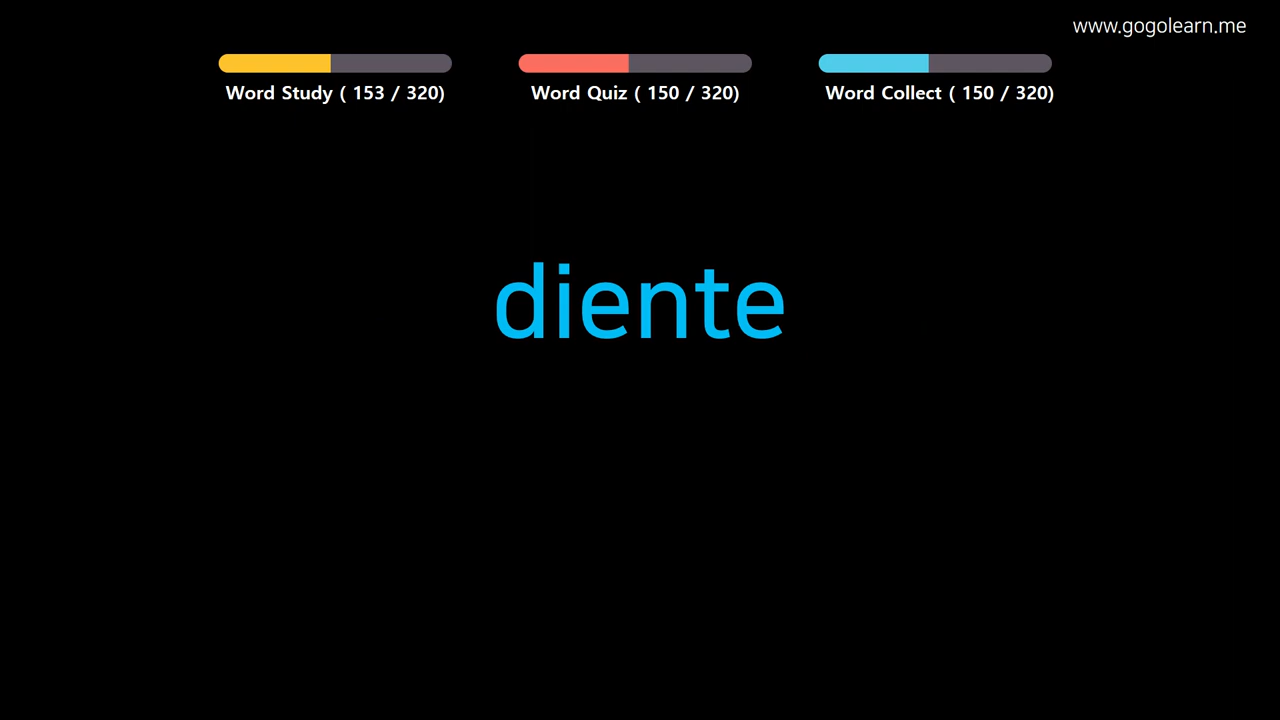 www.gogolearn.me
Word Study ( 153 / 320)
Word Quiz ( 150 / 320)
Word Collect ( 150 / 320)
diente